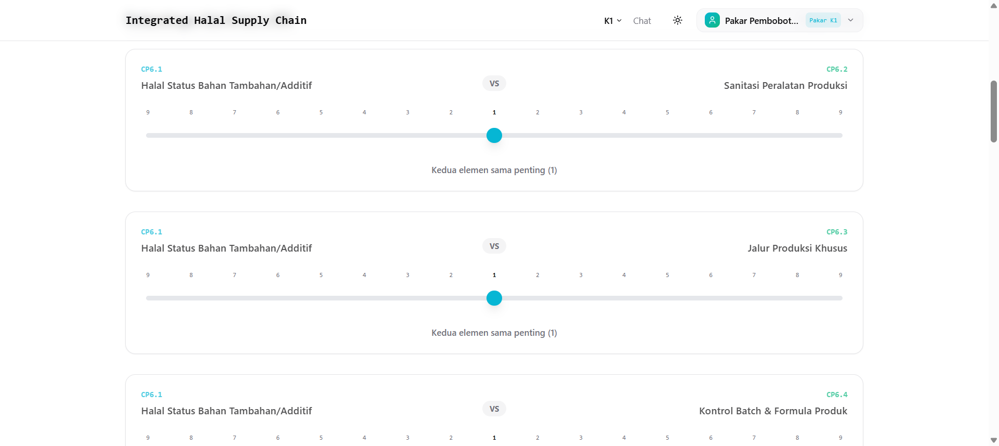 Integrated Halal Supply Chain
K1
Chat
Pakar Pembobot...
Pakar K1
CP6.1
CP6.2
Halal Status Bahan Tambahan/Additif
VS
Sanitasi Peralatan Produksi
9 8 7 6 5 4 3 2 1 2 3 4 5 6 7 8 9
Kedua elemen sama penting (1)
CP6.1
CP6.3
Halal Status Bahan Tambahan/Additif
VS
Jalur Produksi Khusus
9 8 7 6 5 4 3 2 1 2 3 4 5 6 7 8 9
Kedua elemen sama penting (1)
CP6.1
CP6.4
Halal Status Bahan Tambahan/Additif
VS
Kontrol Batch & Formula Produk
9 8 7 6 5 4 3 2 1 2 3 4 5 6 7 8 9